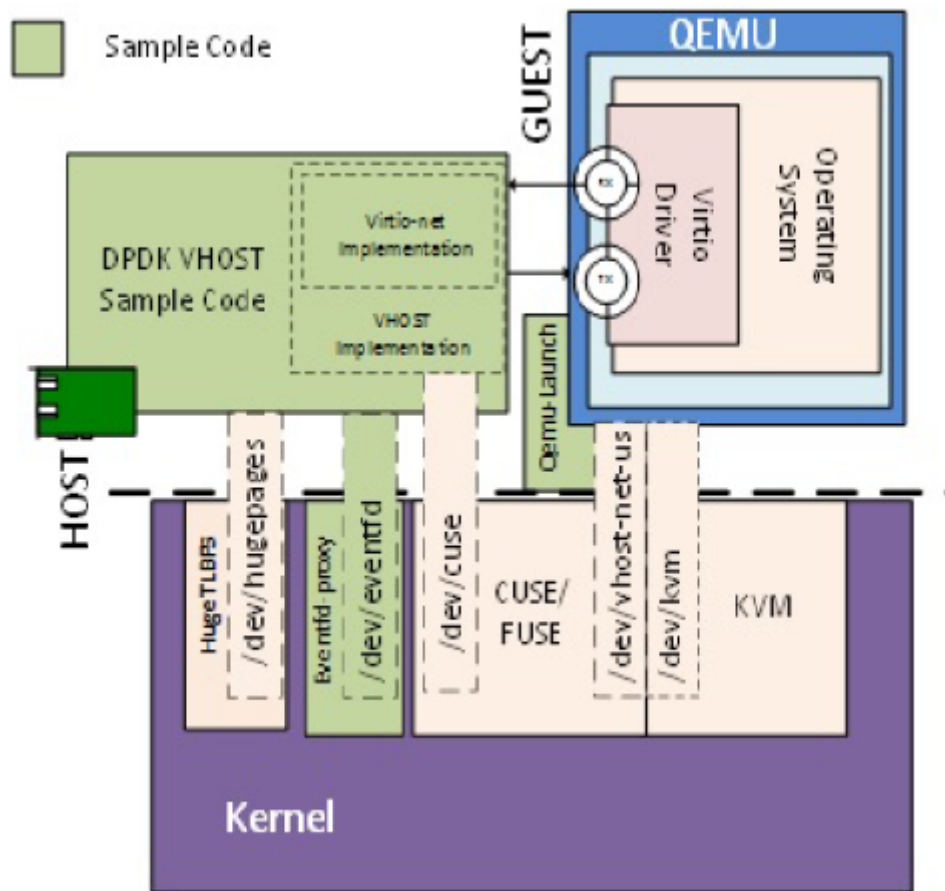 Sample Code
QEMU
GUEST
Operating
System
Virtio
Driver
Virtio-net
Implementation
DPDK VHOST
Sample Code
VHOST
Implementation
TX
Qemu-Launch
HOST
HugeTLBFS
/dev/hugepages
Eventfd-proxy
/dev/eventfd
/dev/cuse
CUSE/
FUSE
/dev/vhost-net-us
/dev/kvm
KVM
Kernel